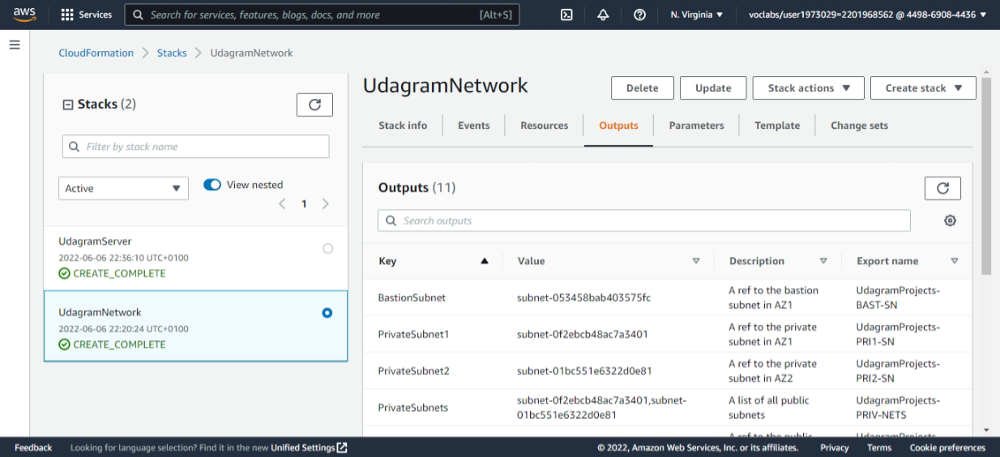 aws
Services
Search for services, features, blogs, docs, and more [Alt+S]
N. Virginia
voclabs/user1973029=2201968562 @ 4498-6908-4436
CloudFormation > Stacks > UdagramNetwork
Stacks (2)
Filter by stack name
Active
View nested
1
UdagramServer
2022-06-06 22:36:10 UTC+0100
CREATE_COMPLETE
UdagramNetwork
2022-06-06 22:20:24 UTC+0100
CREATE_COMPLETE
UdagramNetwork
Delete Update Stack actions Create stack
Stack info Events Resources Outputs Parameters Template Change sets
Outputs (11)
Search outputs
Key Value Description Export name
BastionSubnet subnet-053458bab403575fc A ref to the bastion UdagramProjects-
subnet in AZ1 BAST-SN
PrivateSubnet1 subnet-0f2ebcb48ac7a3401 A ref to the private UdagramProjects-
subnet in AZ1 PRI1-SN
PrivateSubnet2 subnet-01bc551e6322d0e81 A ref to the private UdagramProjects-
subnet in AZ2 PRI2-SN
PrivateSubnets subnet-0f2ebcb48ac7a3401,subnet- A list of all public UdagramProjects-
01bc551e6322d0e81 subnets PRIV-NETS
A ref to the public UdagramProjects-
Feedback Looking for language selection? Find it in the new Unified Settings
© 2022, Amazon Web Services, Inc. or its affiliates. Privacy Terms Cookie preferences